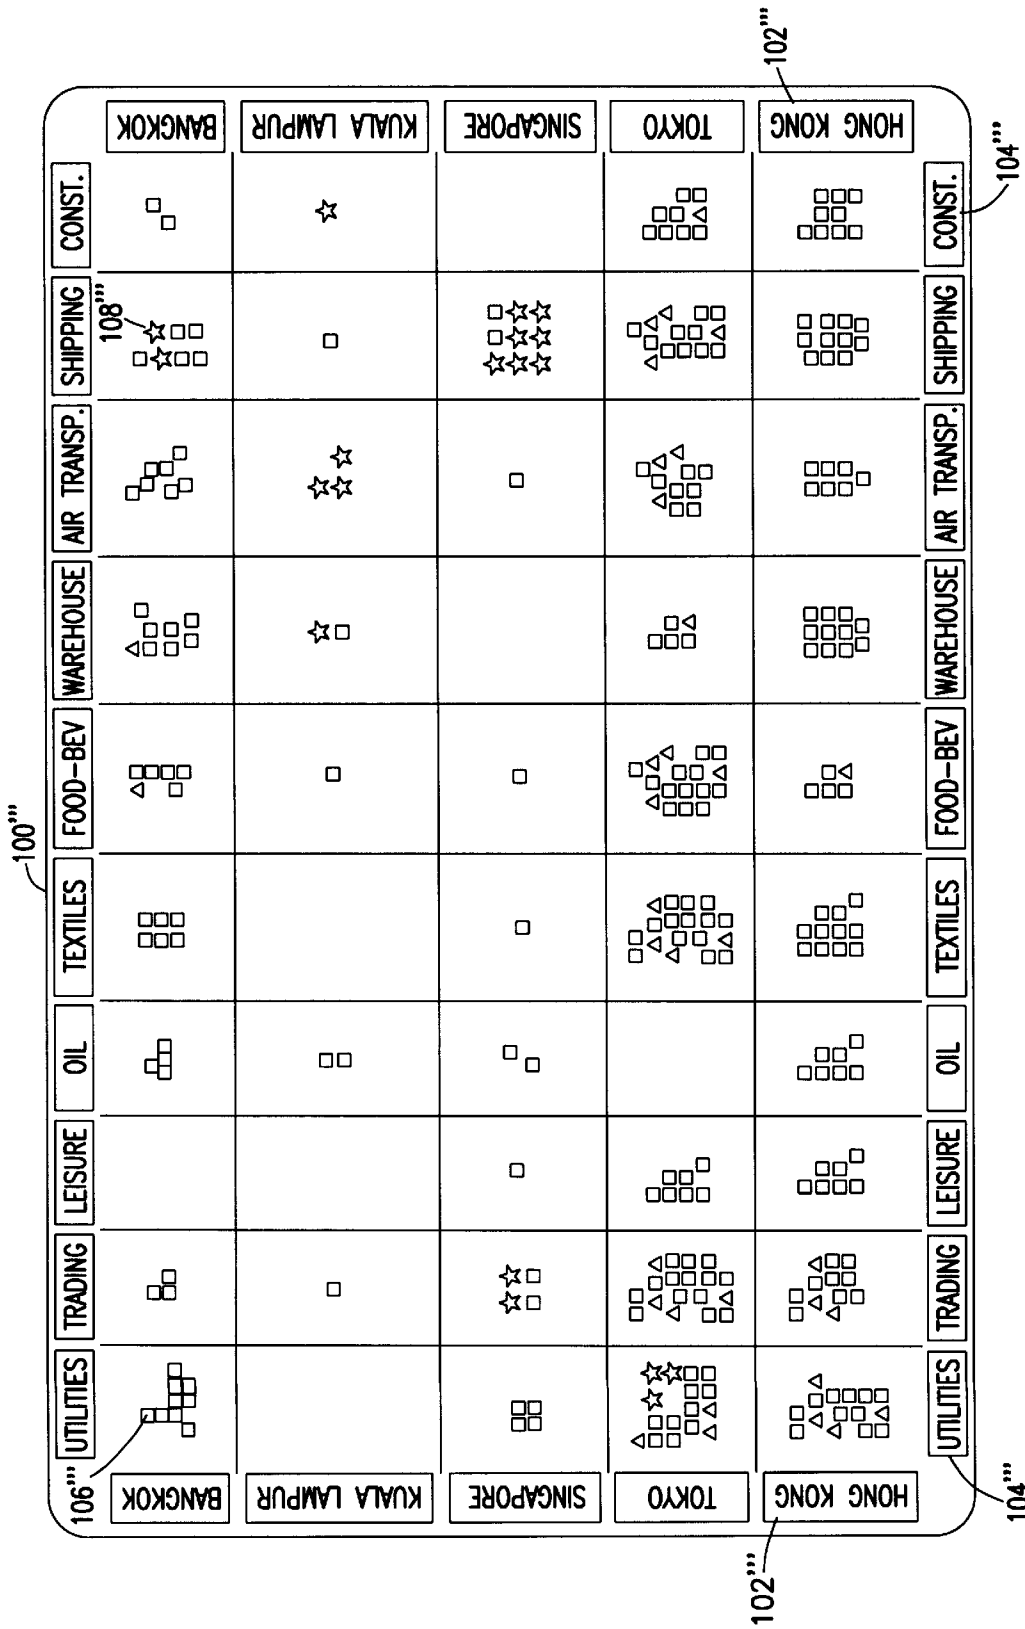 100'''
UTILITIES TRADING LEISURE OIL TEXTILES FOOD-BEV WAREHOUSE AIR TRANSP. SHIPPING CONST.
106'''
108'''
BANGKOK BANGKOK
KUALA LAMPUR KUALA LAMPUR
SINGAPORE SINGAPORE
TOKYO TOKYO
HONG KONG HONG KONG
102''' 102'''
UTILITIES TRADING LEISURE OIL TEXTILES FOOD-BEV WAREHOUSE AIR TRANSP. SHIPPING CONST.
104''' 104'''